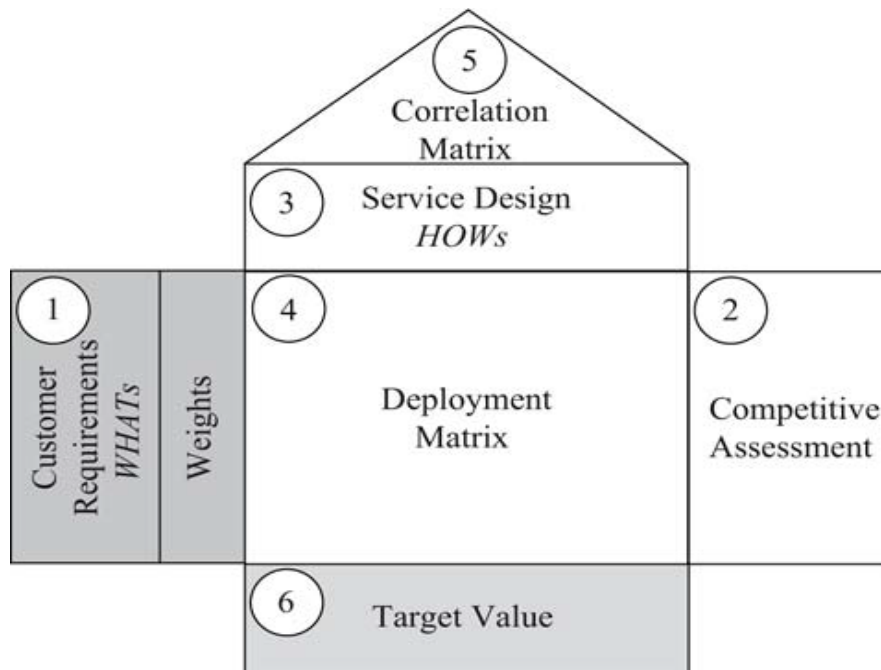 5
Correlation
Matrix
3
Service Design
HOWs
1
Customer
Requirements
WHATs
Weights
4
Deployment
Matrix
2
Competitive
Assessment
6
Target Value